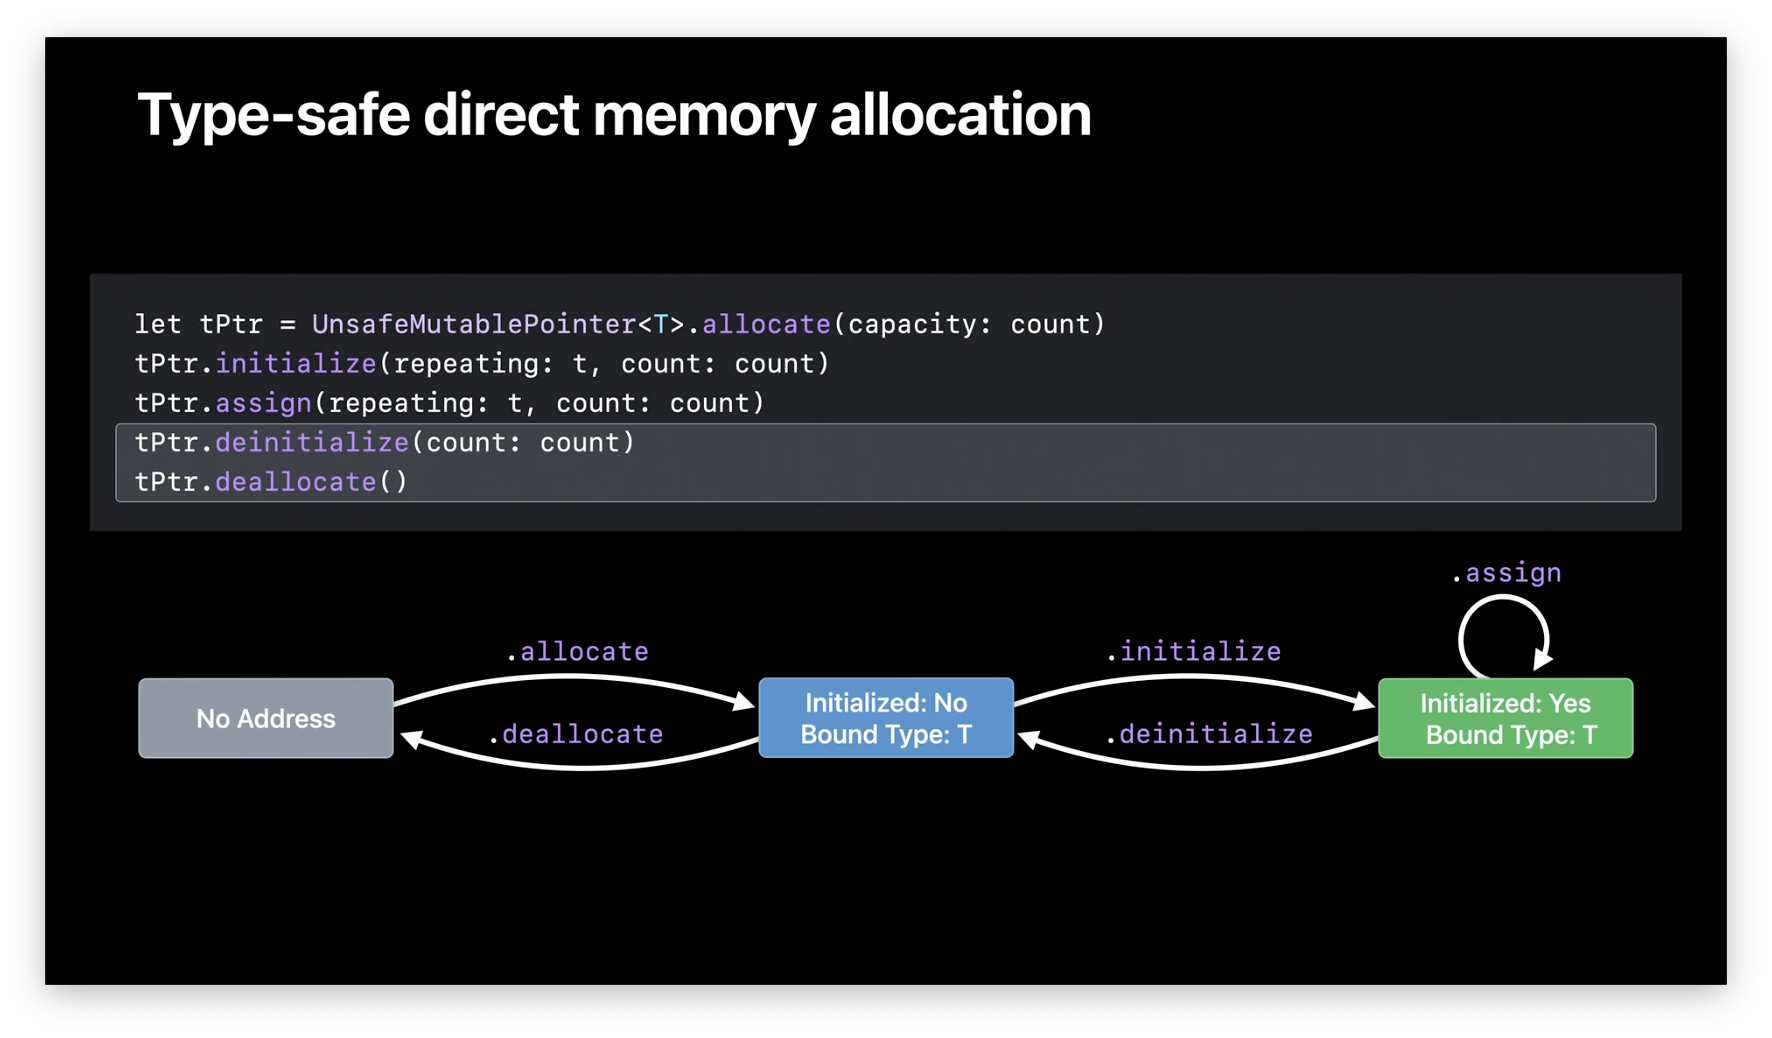 Type-safe direct memory allocation
let tPtr = UnsafeMutablePointer<T>.allocate(capacity: count)
tPtr.initialize(repeating: t, count: count)
tPtr.assign(repeating: t, count: count)
tPtr.deinitialize(count: count)
tPtr.deallocate()
.assign
.allocate
.initialize
No Address
Initialized: No
Bound Type: T
Initialized: Yes
Bound Type: T
.deallocate
.deinitialize